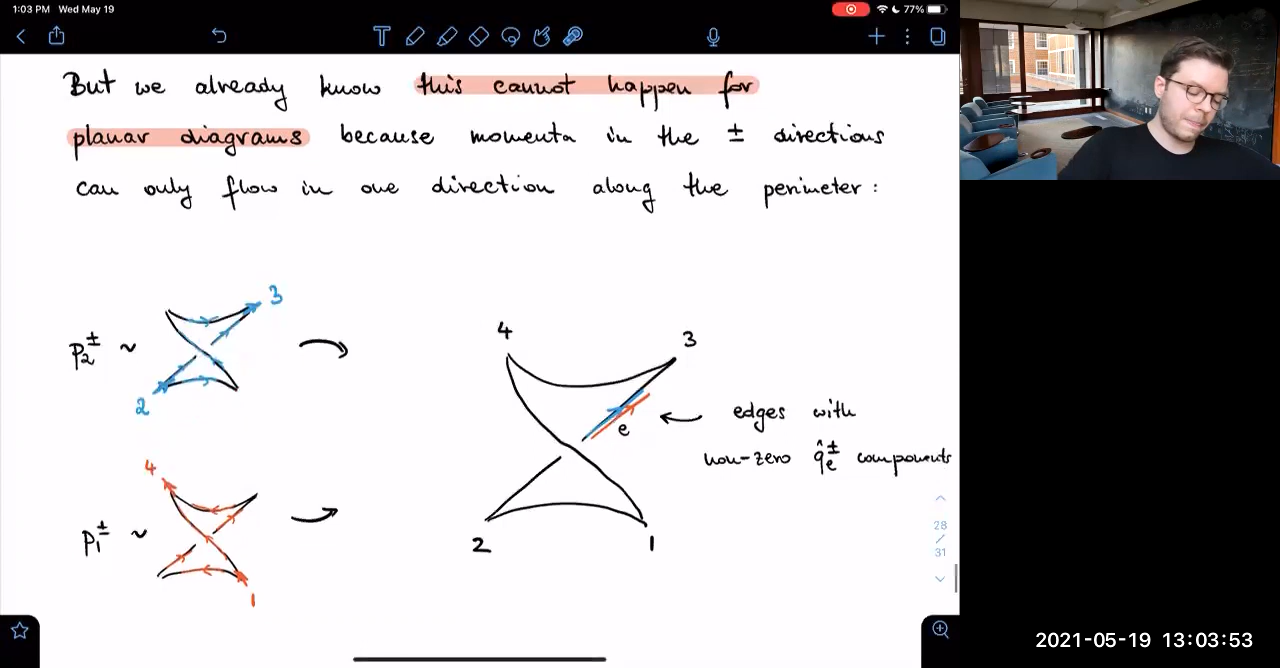 1:03 PM Wed May 19
77%
But we already know this cannot happen for
planar diagrams because momenta in the ± directions
can only flow in one direction along the perimeter:
3
p₂^± ~
2
4
3
e
← edges with
non-zero q̂ₑ^± components
2
1
4
p₁^± ~
1
28
/
31
2021-05-19 13:03:53